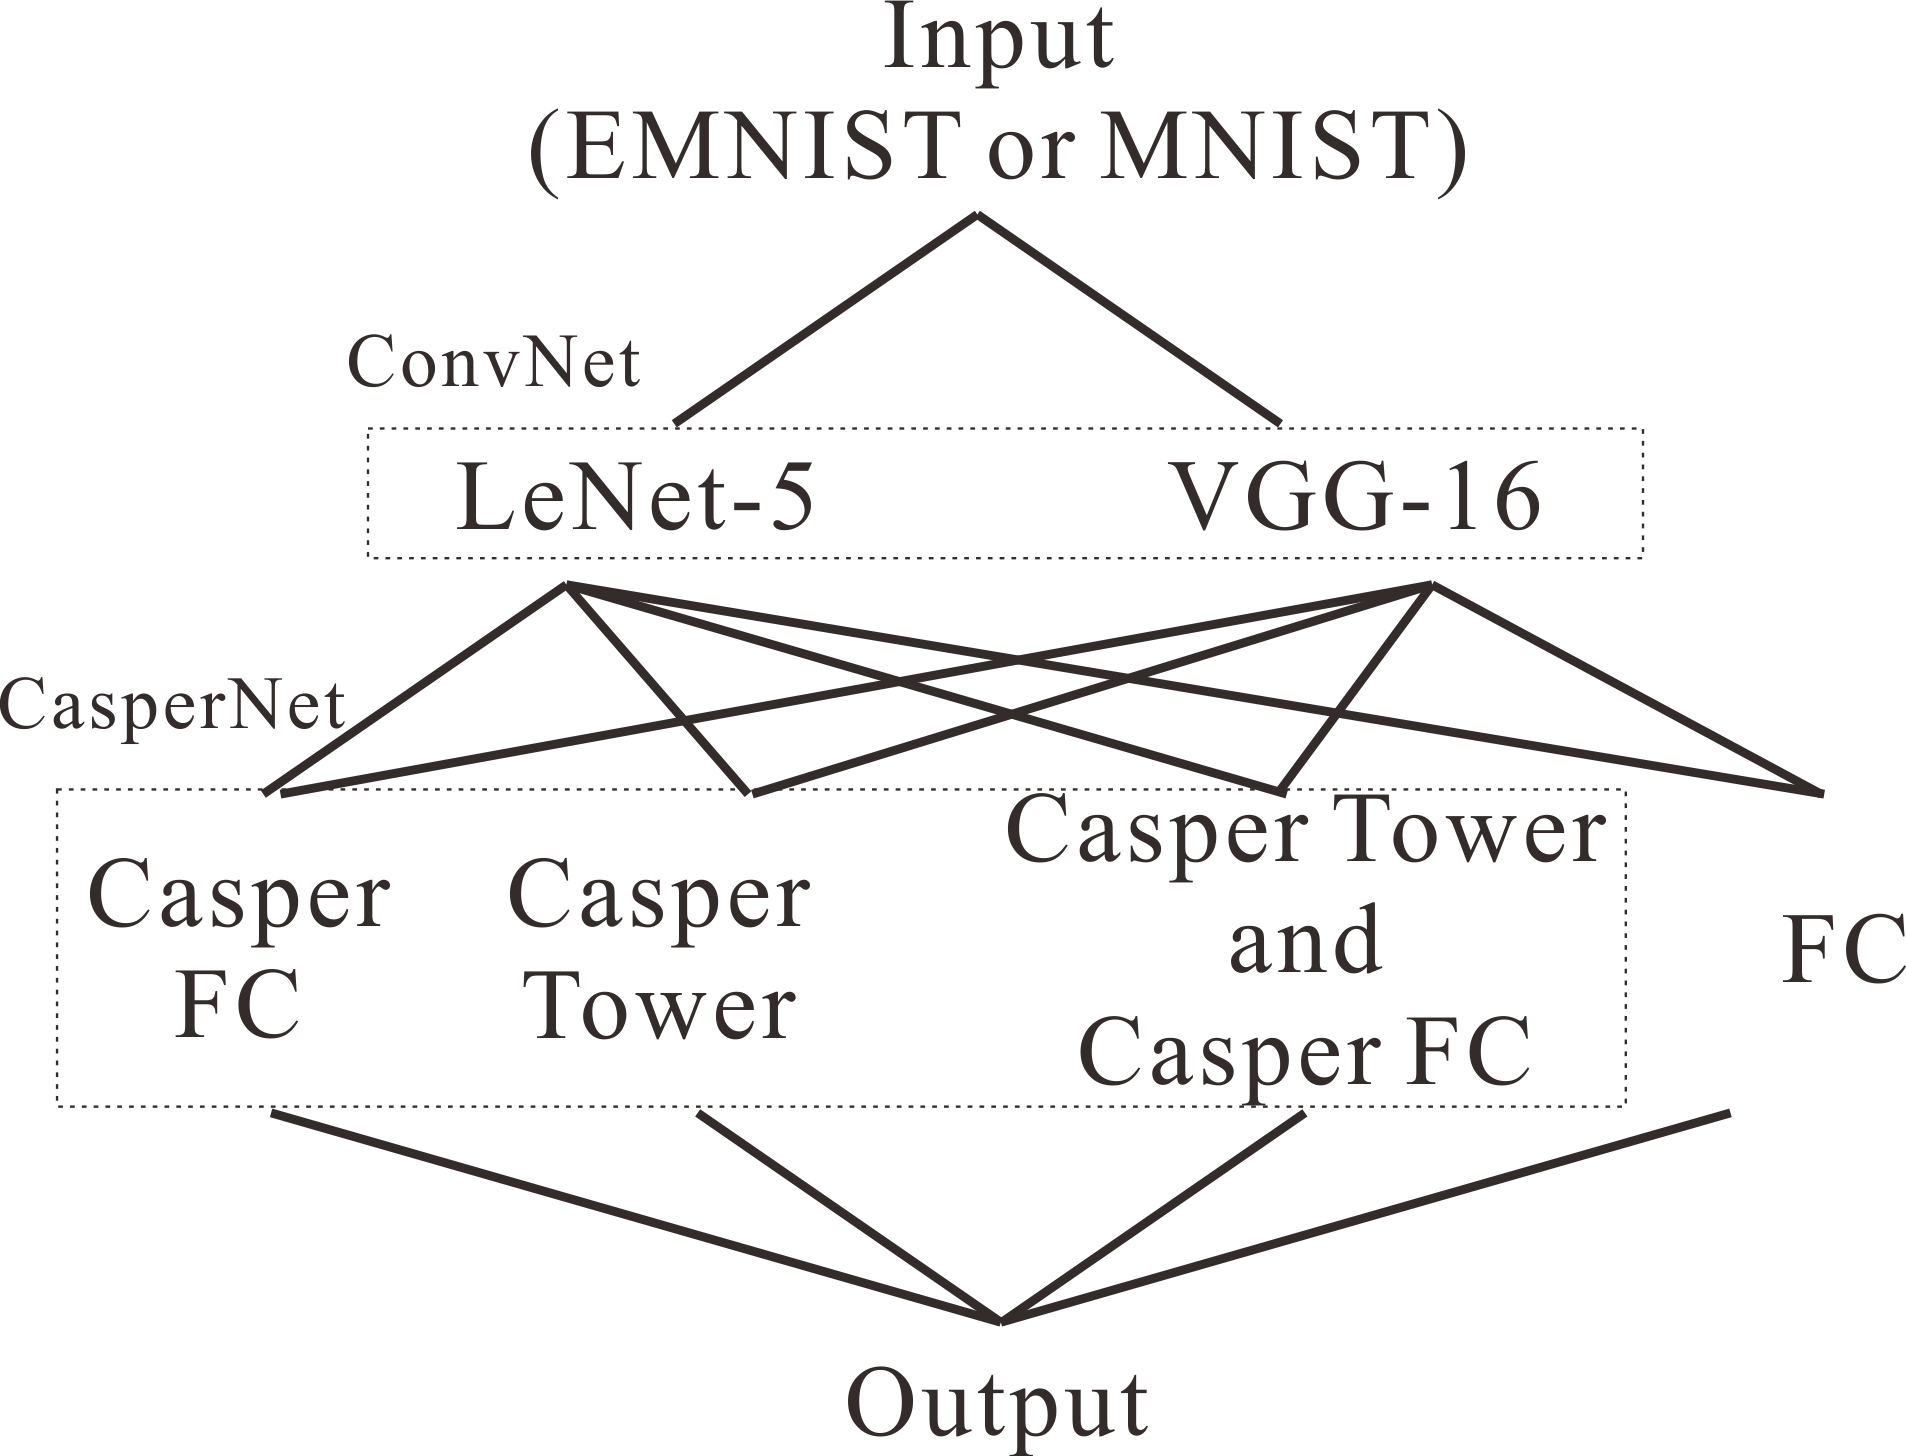 Input
(EMNIST or MNIST)
ConvNet
LeNet-5
VGG-16
CasperNet
Casper
FC
Casper
Tower
Casper Tower
and
Casper FC
FC
Output